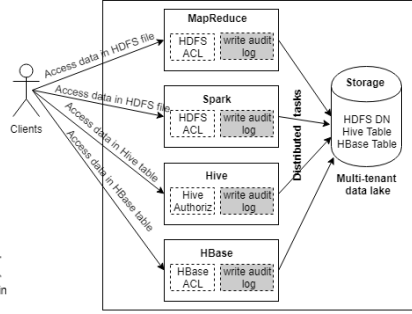 MapReduce
HDFS
ACL
write audit
log
Access data in HDFS file
Spark
HDFS
ACL
write audit
log
Access data in HDFS file
Clients
Access data in Hive table
Hive
Hive
Authoriz
write audit
log
Access data in HBase table
HBase
HBase
ACL
write audit
log
Distributed tasks
Storage
HDFS DN
Hive Table
HBase Table
Multi-tenant
data lake
in